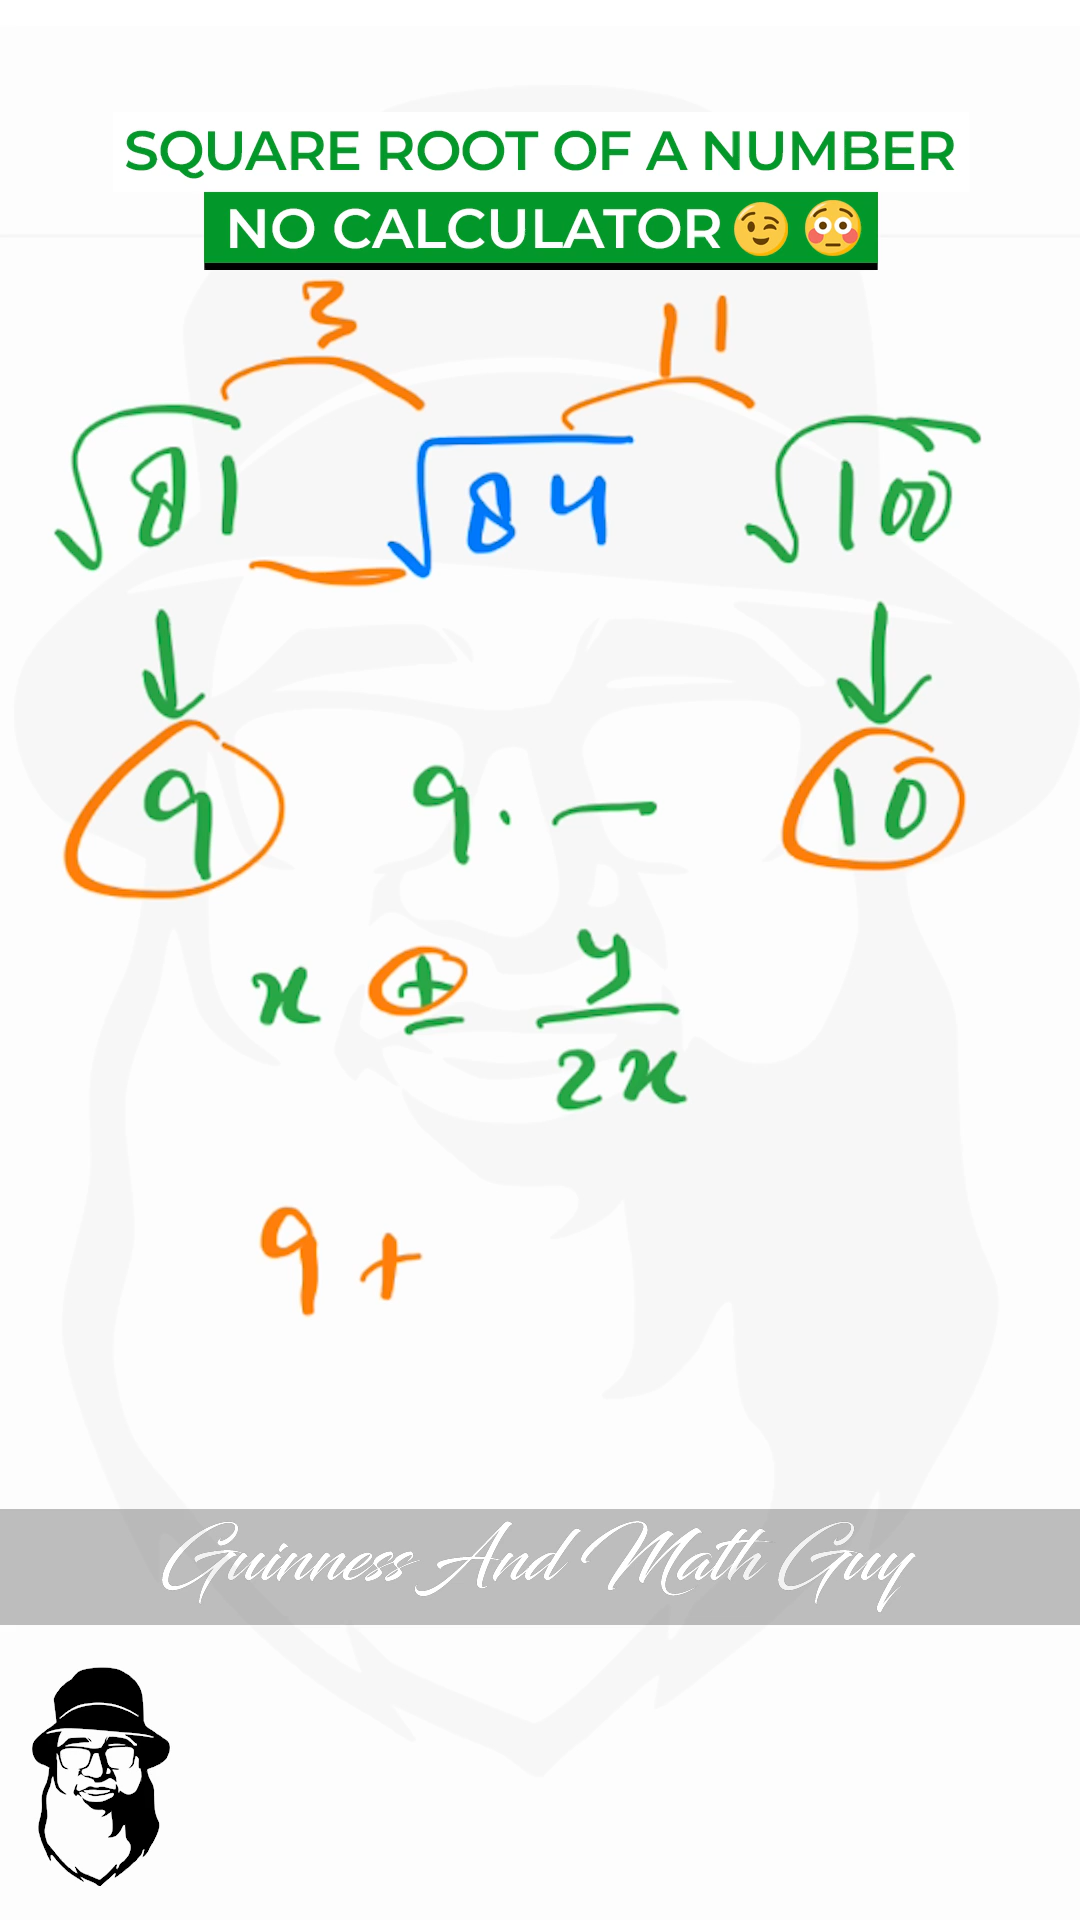 SQUARE ROOT OF A NUMBER
NO CALCULATOR😉 😳
3 11
√81 √84 √100
9 9. _ 10
x ± y/2x
9 +
Guinness And Math Guy